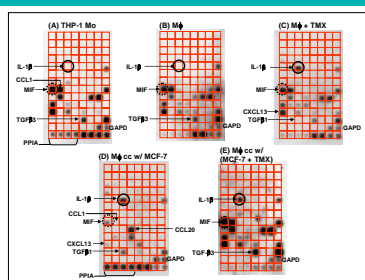 (A) THP-1 Mo
IL-1β
CCL1
MIF
TGFβ3
GAPD
PPIA
(B) Mϕ
IL-1β
MIF
TGFβ3
GAPD
(C) Mϕ + TMX
IL-1β
MIF
CXCL13
TGFβ1
GAPD
(D) Mϕ cc w/ MCF-7
IL-1β
CCL1
MIF
CCL20
CXCL13
TGFβ1
PPIA
(E) Mϕ cc w/
(MCF-7 + TMX)
IL-1β
MIF
TGF-β3
GAPD